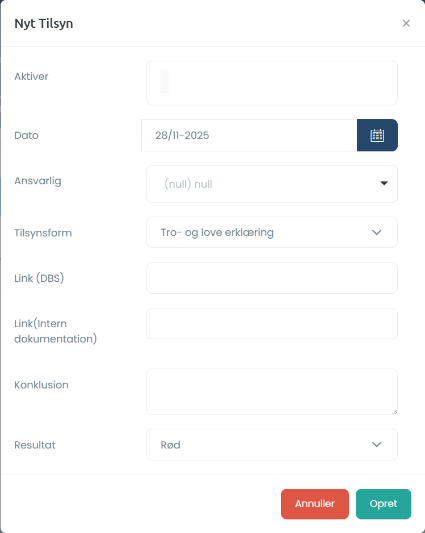 Nyt Tilsyn
×
Aktiver
Dato
28/11-2025
Ansvarlig
(null) null
Tilsynsform
Tro- og love erklæring
Link (DBS)
Link(Intern
dokumentation)
Konklusion
Resultat
Rød
Annuller
Opret